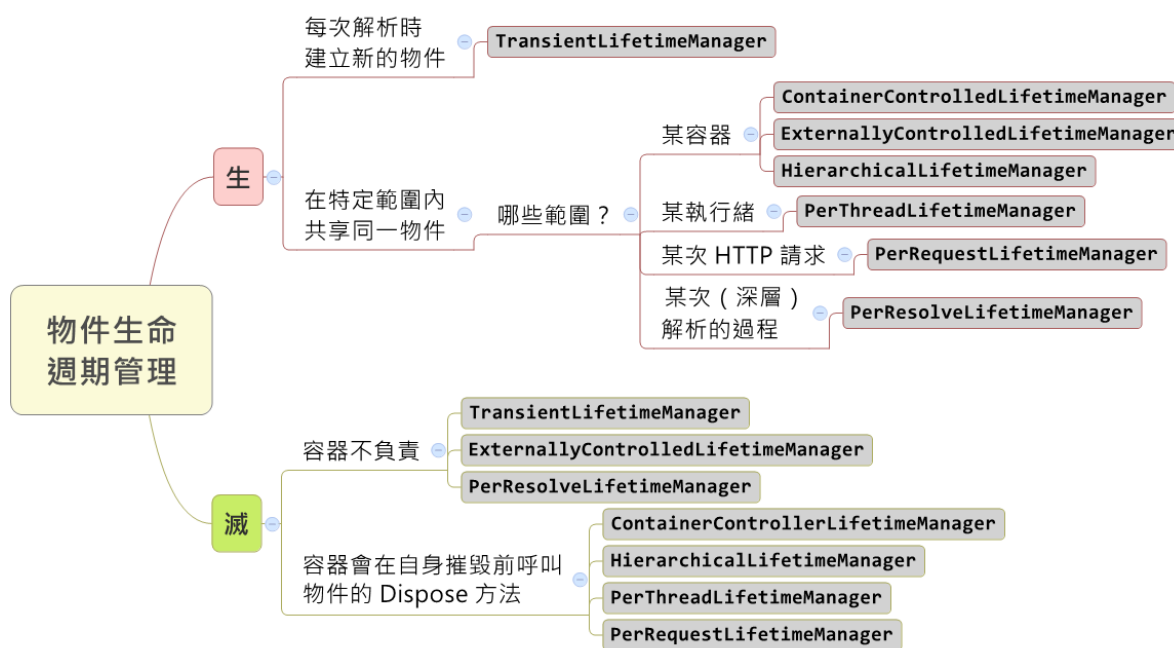 物件生命
週期管理
生
每次解析時
建立新的物件
TransientLifetimeManager
在特定範圍內
共享同一物件
哪些範圍？
某容器
ContainerControlledLifetimeManager
ExternallyControlledLifetimeManager
HierarchicalLifetimeManager
某執行緒
PerThreadLifetimeManager
某次 HTTP 請求
PerRequestLifetimeManager
某次（深層）
解析的過程
PerResolveLifetimeManager
滅
容器不負責
TransientLifetimeManager
ExternallyControlledLifetimeManager
PerResolveLifetimeManager
容器會在自身摧毀前呼叫
物件的 Dispose 方法
ContainerControllerLifetimeManager
HierarchicalLifetimeManager
PerThreadLifetimeManager
PerRequestLifetimeManager